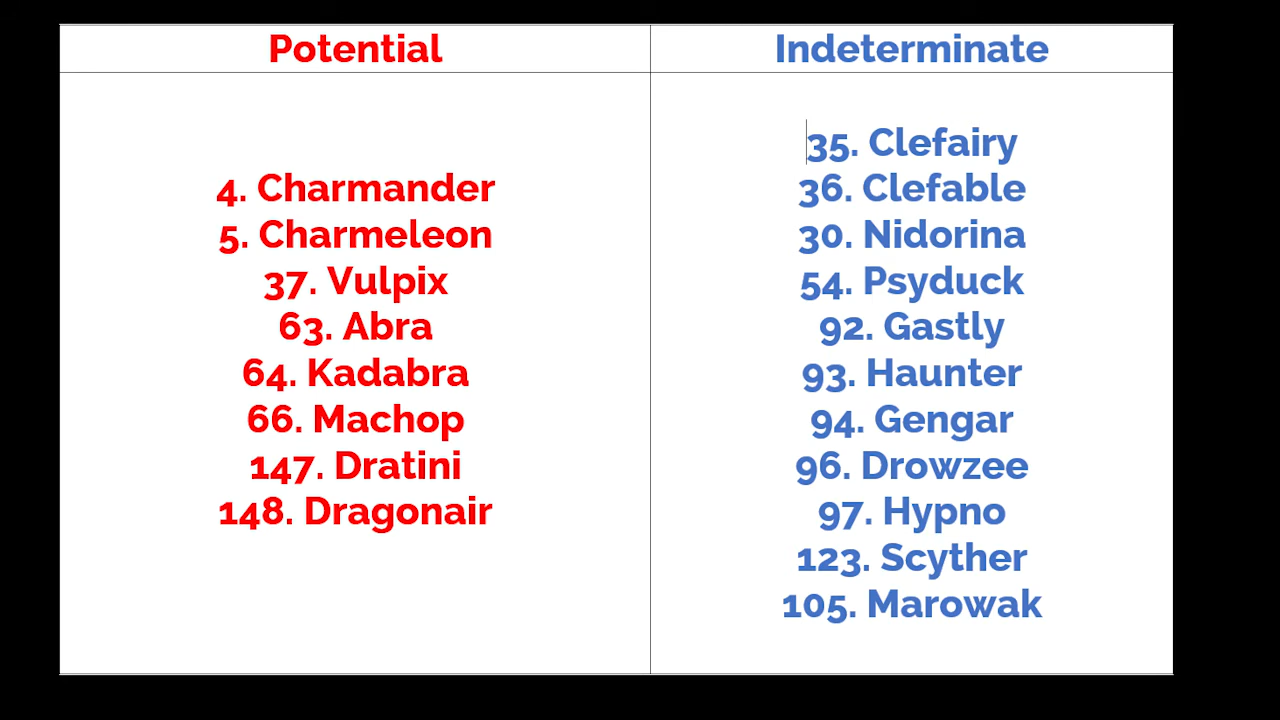 Potential
4. Charmander
5. Charmeleon
37. Vulpix
63. Abra
64. Kadabra
66. Machop
147. Dratini
148. Dragonair
Indeterminate
35. Clefairy
36. Clefable
30. Nidorina
54. Psyduck
92. Gastly
93. Haunter
94. Gengar
96. Drowzee
97. Hypno
123. Scyther
105. Marowak